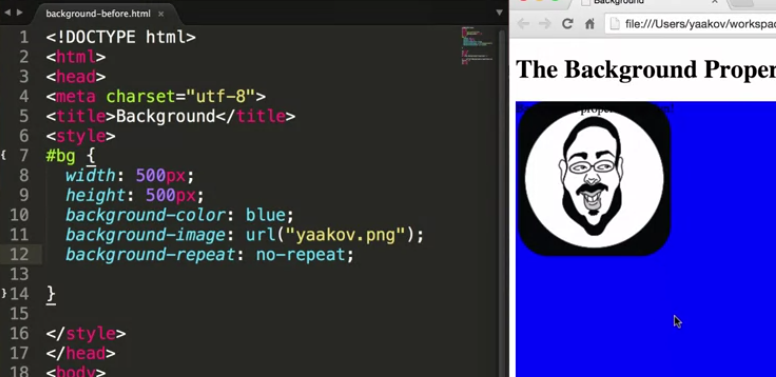 background-before.html ×
Background ×
file:///Users/yaakov/workspac
The Background Proper
1 <!DOCTYPE html>
2 <html>
3 <head>
4 <meta charset="utf-8">
5 <title>Background</title>
6 <style>
7 #bg {
8 width: 500px;
9 height: 500px;
10 background-color: blue;
11 background-image: url("yaakov.png");
12 background-repeat: no-repeat;
13
14 }
15
16 </style>
17 </head>
18 <body>